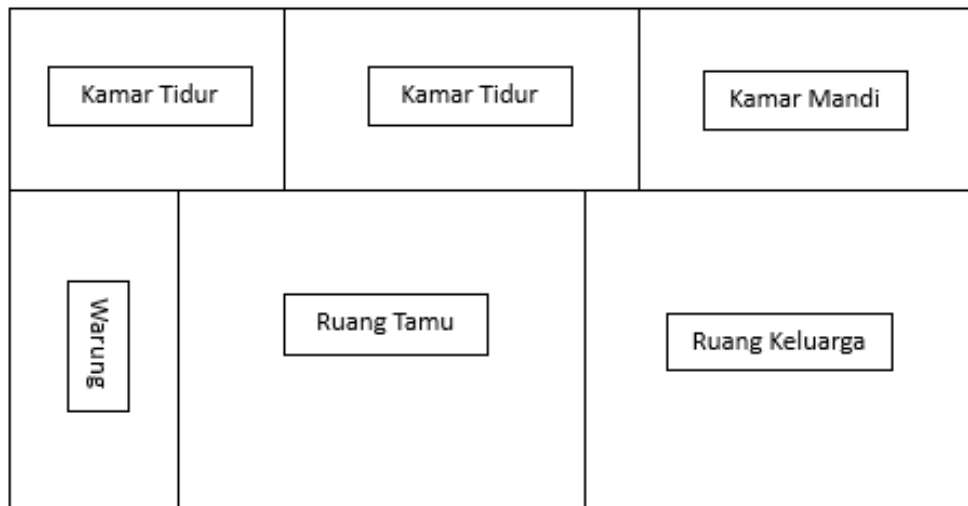 Kamar Tidur
Kamar Tidur
Kamar Mandi
Warung
Ruang Tamu
Ruang Keluarga